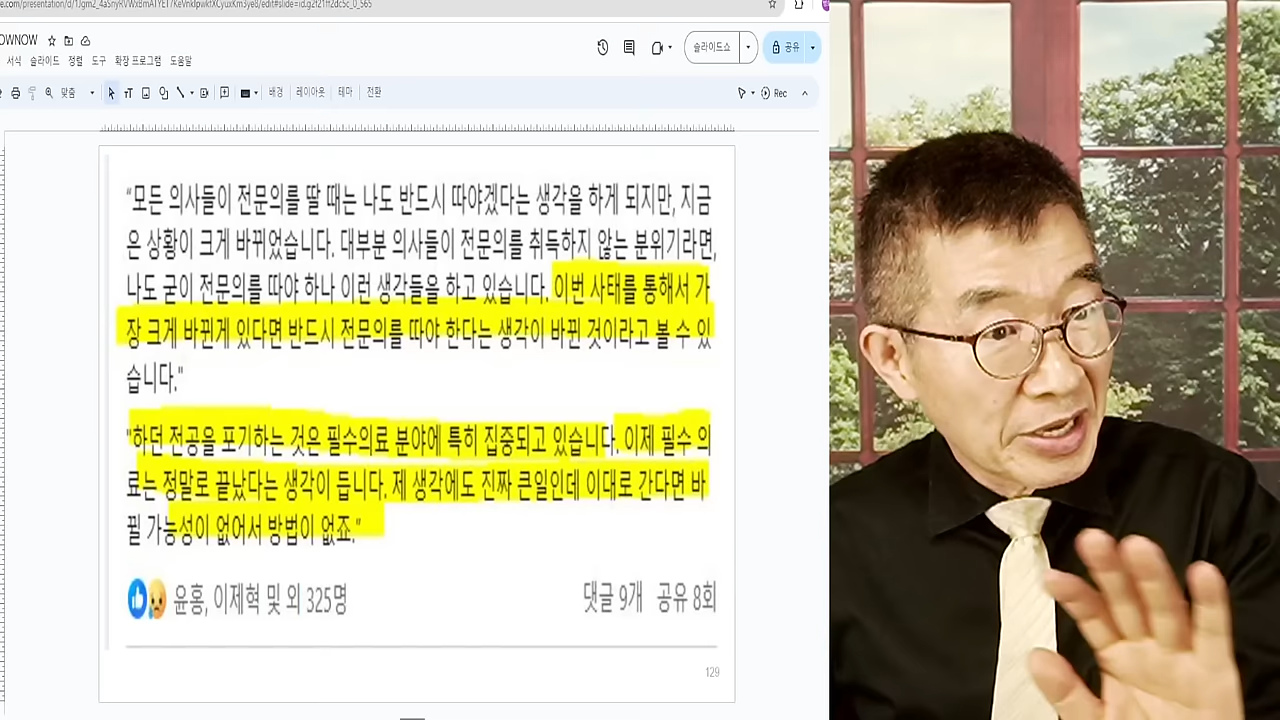 OWNOW
서식 슬라이드 정렬 도구 확장 프로그램 도움말
슬라이드쇼
공유
맞춤
배경 레이아웃 테마 전환
Rec
"모든 의사들이 전문의를 딸 때는 나도 반드시 따야겠다는 생각을 하게 되지만, 지금
은 상황이 크게 바뀌었습니다. 대부분 의사들이 전문의를 취득하지 않는 분위기라면,
나도 굳이 전문의를 따야 하나 이런 생각들을 하고 있습니다. 이번 사태를 통해서 가
장 크게 바뀐게 있다면 반드시 전문의를 따야 한다는 생각이 바뀐 것이라고 볼 수 있
습니다."
"하던 전공을 포기하는 것은 필수의료 분야에 특히 집중되고 있습니다. 이제 필수 의
료는 정말로 끝났다는 생각이 듭니다. 제 생각에도 진짜 큰일인데 이대로 간다면 바
뀔 가능성이 없어서 방법이 없죠."
윤홍, 이제혁 및 외 325명
댓글 9개 공유 8회
129